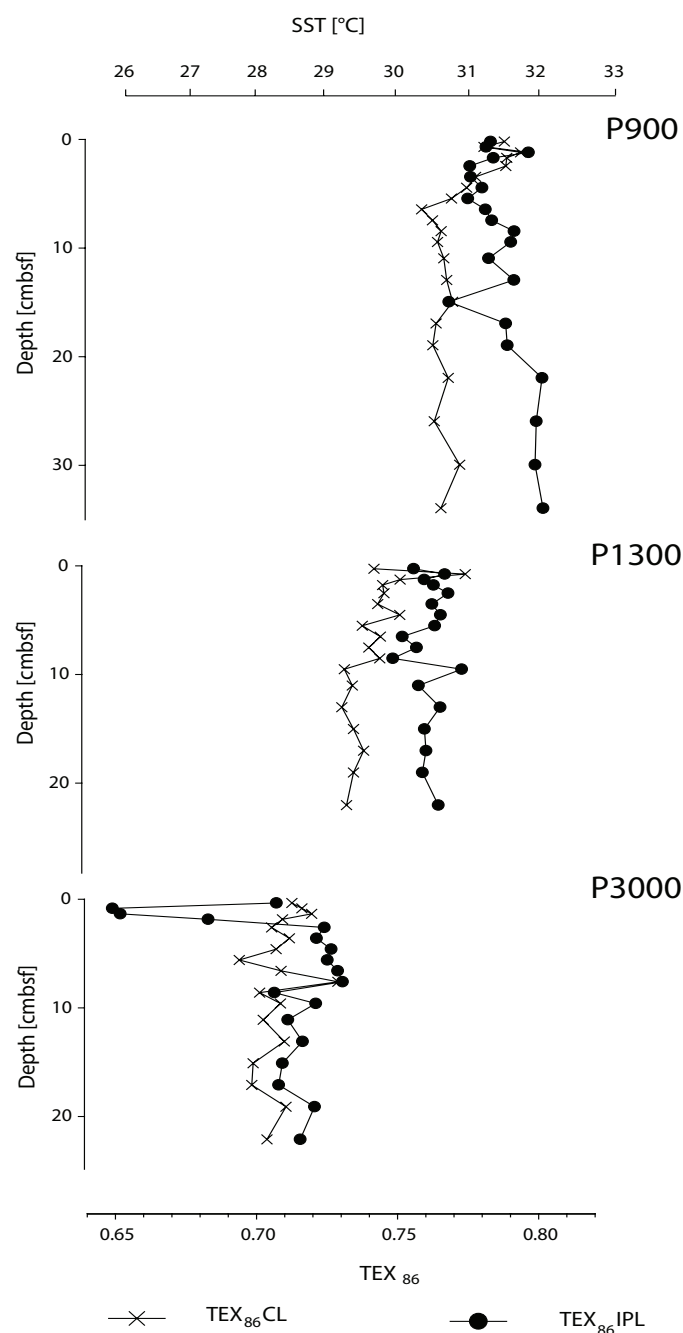 SST [°C]
26 27 28 29 30 31 32 33
P900
0
10
20
30
Depth [cmbsf]
P1300
0
10
20
Depth [cmbsf]
P3000
0
10
20
Depth [cmbsf]
0.65 0.70 0.75 0.80
TEX 86
TEX86CL TEX86IPL